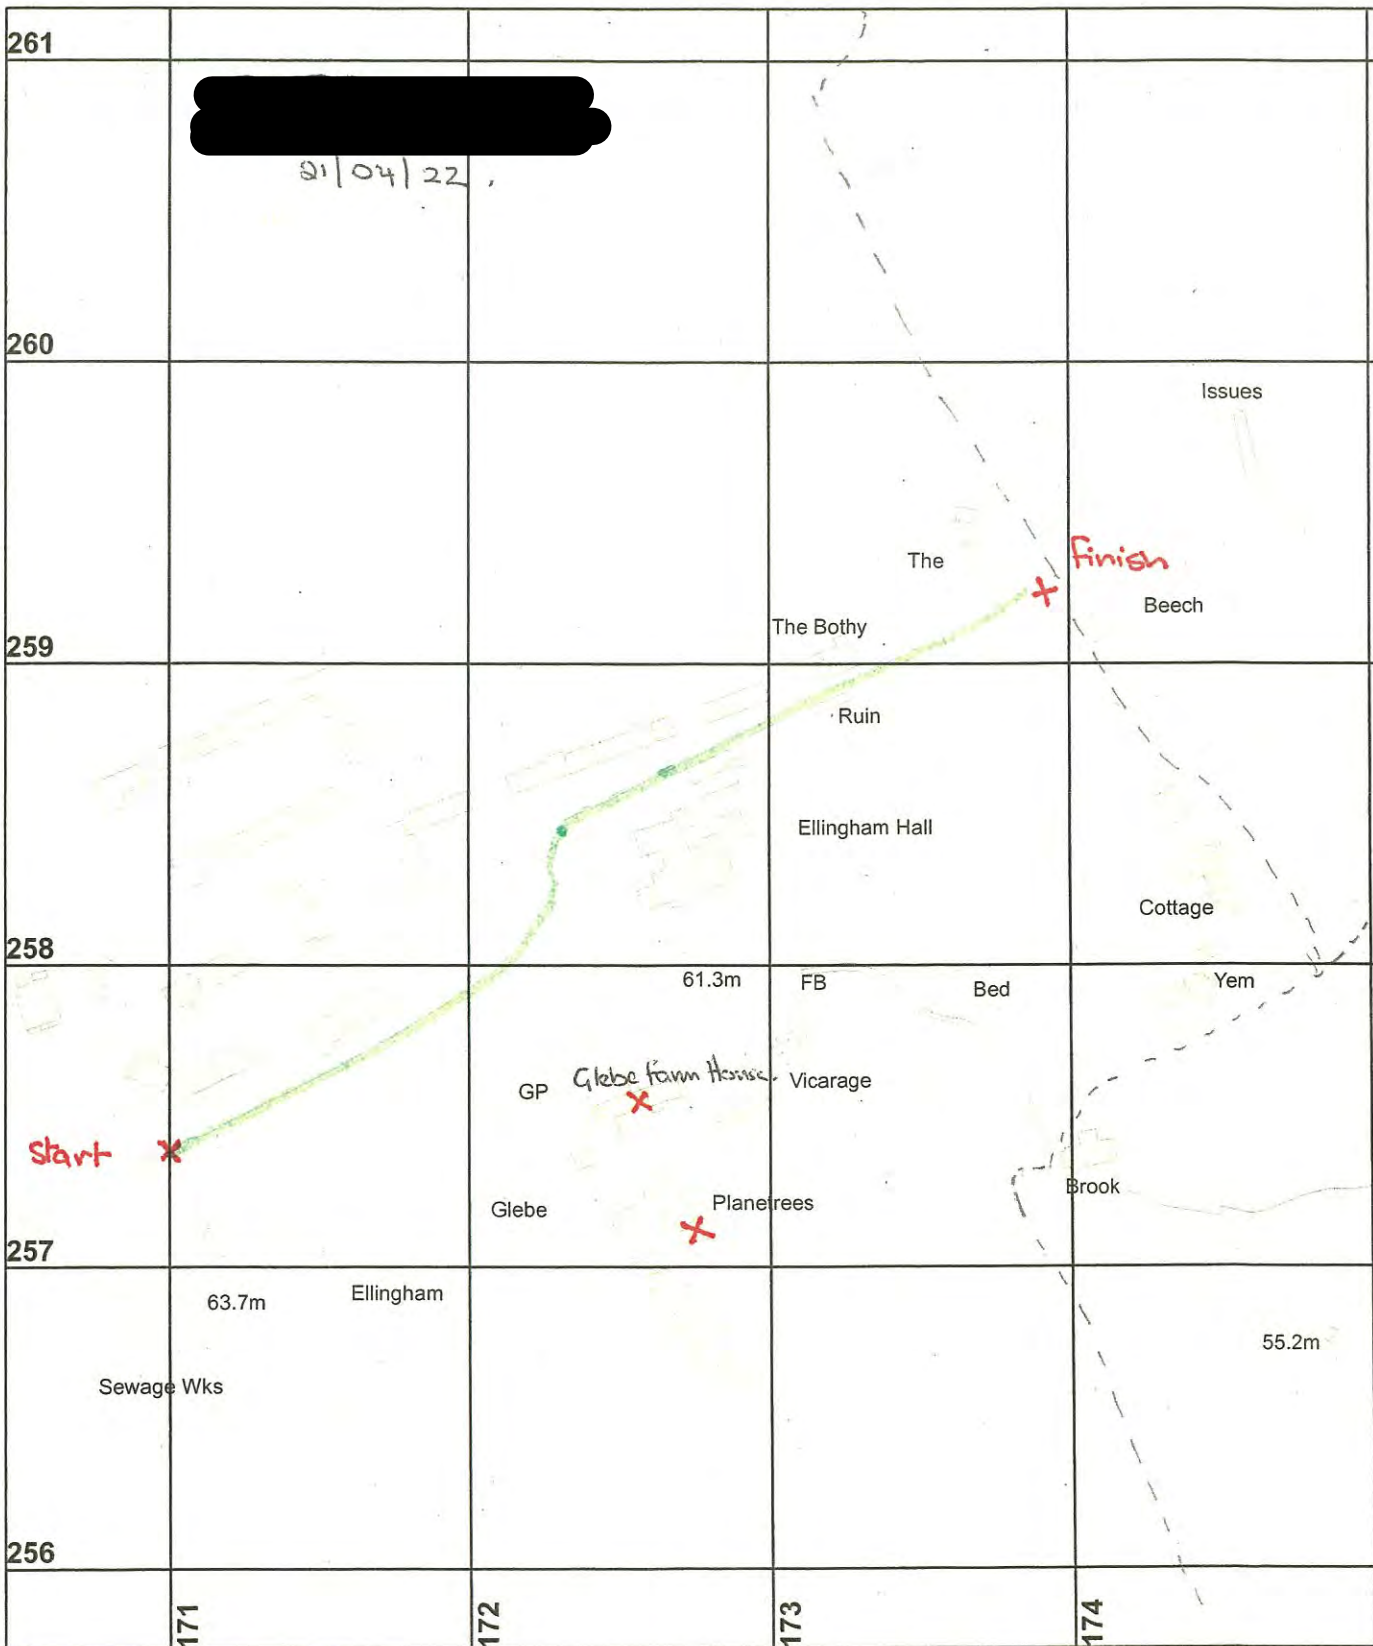 261
21/04/22.
260
Issues
The
Finish
Beech
The Bothy
259
Ruin
Ellingham Hall
Cottage
258
61.3m
FB
Bed
Yem
GP
Glebe Farm House.
Vicarage
Start
Brook
Glebe
Planetrees
257
63.7m
Ellingham
55.2m
Sewage Wks
256
171
172
173
174